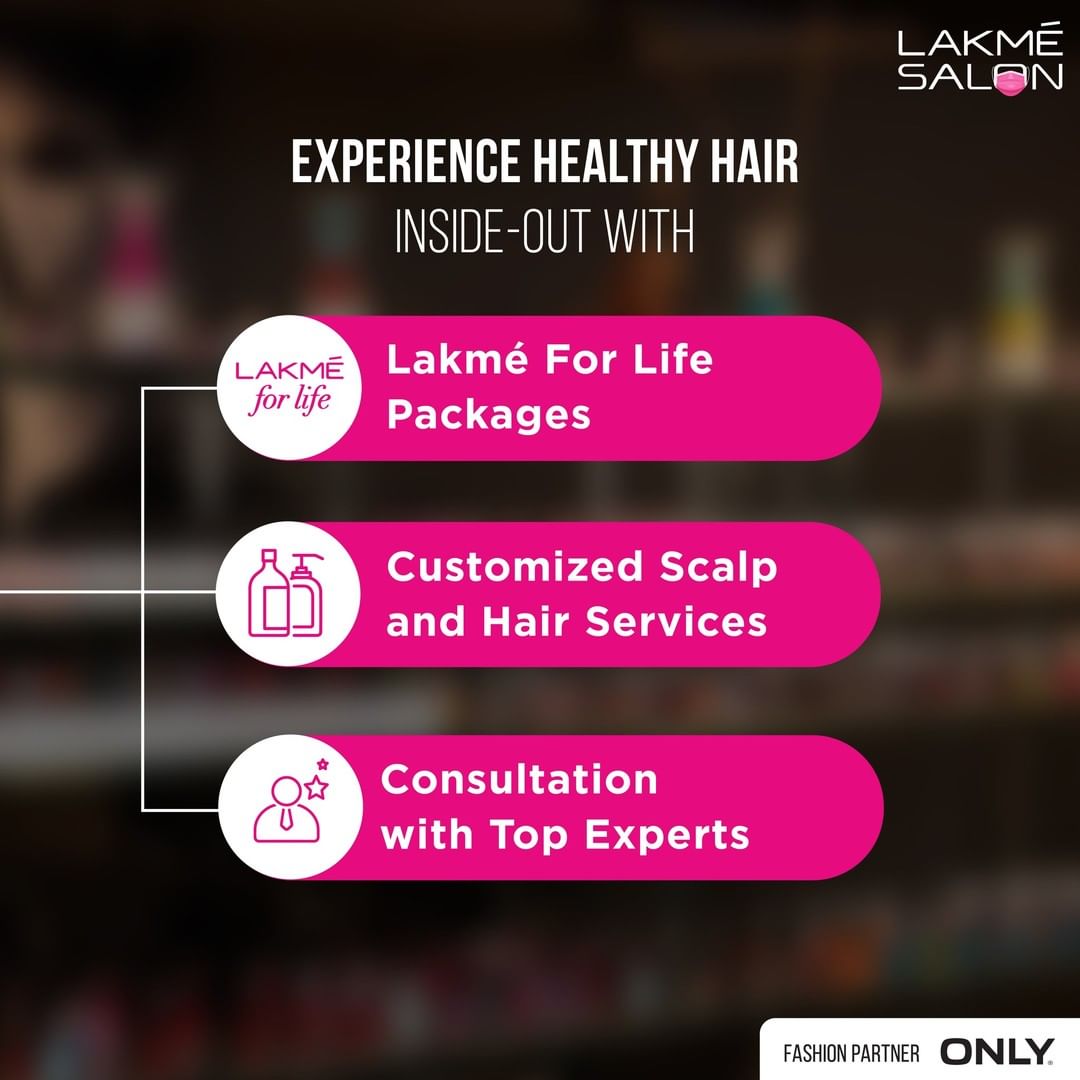 LAKMÉ
SALON
EXPERIENCE HEALTHY HAIR
INSIDE-OUT WITH
LAKMÉ
for life
Lakmé For Life
Packages
Customized Scalp
and Hair Services
Consultation
with Top Experts
FASHION PARTNER ONLY®